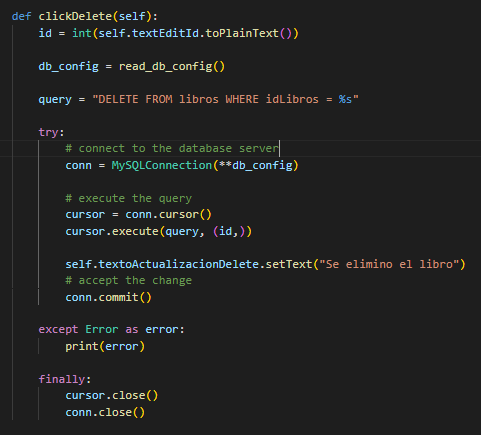 def clickDelete(self):
    id = int(self.textEditId.toPlainText())

    db_config = read_db_config()

    query = "DELETE FROM libros WHERE idLibros = %s"

    try:
        # connect to the database server
        conn = MySQLConnection(**db_config)

        # execute the query
        cursor = conn.cursor()
        cursor.execute(query, (id,))

        self.textoActualizacionDelete.setText("Se elimino el libro")
        # accept the change
        conn.commit()

    except Error as error:
        print(error)

    finally:
        cursor.close()
        conn.close()